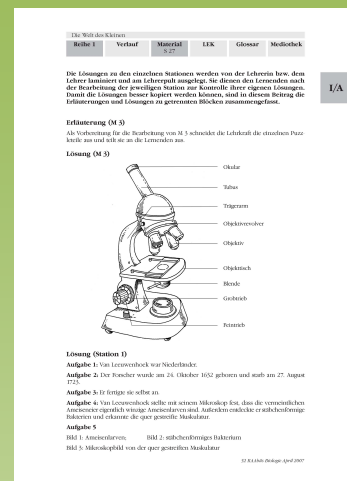 Die Welt des Kleinen
Reihe 1 Verlauf Material LEK Glossar Mediothek
S 27
Die Lösungen zu den einzelnen Stationen werden von der Lehrerin bzw. dem
Lehrer laminiert und am Lehrerpult ausgelegt. Sie dienen den Lernenden nach
der Bearbeitung der jeweiligen Station zur Kontrolle ihrer eigenen Lösungen.
Damit die Lösungen besser kopiert werden können, sind in diesem Beitrag die
Erläuterungen und Lösungen zu getrennten Blöcken zusammengefasst.
I/A
Erläuterung (M 3)
Als Vorbereitung für die Bearbeitung von M 3 schneidet die Lehrkraft die einzelnen Puzz
leteile aus und teilt sie an die Lernenden aus.
Lösung (M 3)
Okular
Tubus
Trägerarm
Objektivrevolver
Objektiv
Objekttisch
Blende
Grobtrieb
Feintrieb
Lösung (Station 1)
Aufgabe 1: Van Leeuwenhoek war Niederländer.
Aufgabe 2: Der Forscher wurde am 24. Oktober 1632 geboren und starb am 27. August
1723.
Aufgabe 3: Er fertigte sie selbst an.
Aufgabe 4: Van Leeuwenhoek stellte mit seinem Mikroskop fest, dass die vermeintlichen
Ameiseneier eigentlich winzige Ameisenlarven sind. Außerdem entdeckte er stäbchenförmige
Bakterien und erkannte die quer gestreifte Muskulatur.
Aufgabe 5
Bild 1: Ameisenlarven; Bild 2: stäbchenförmiges Bakterium
Bild 3: Mikroskopbild von der quer gestreiften Muskulatur
32 RAAbits Biologie April 2007